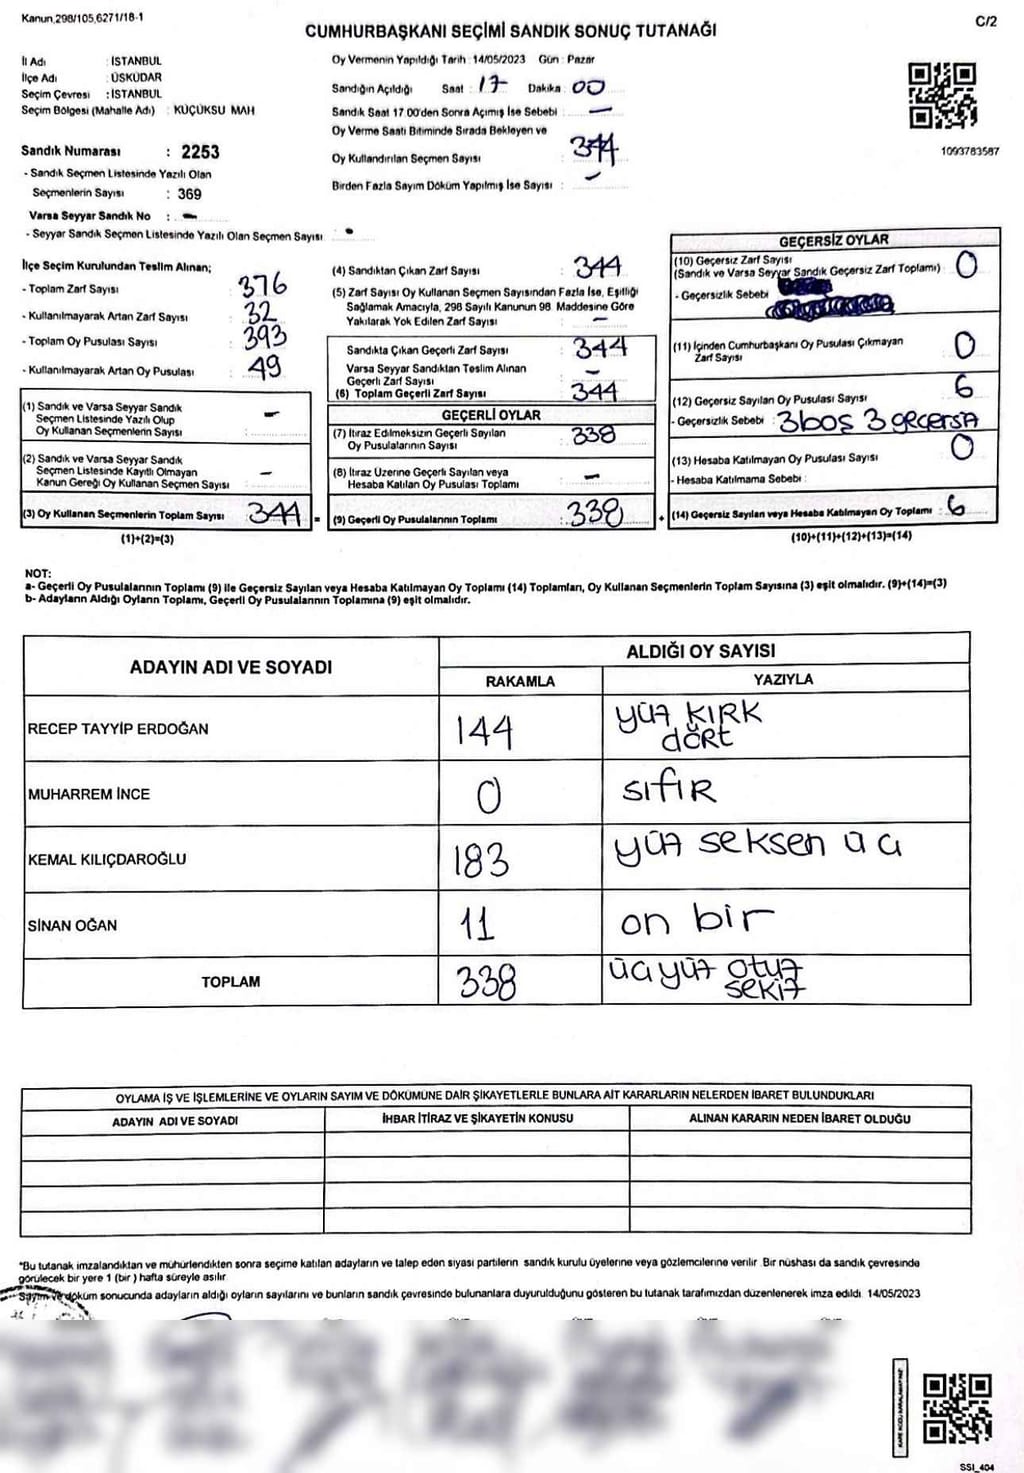 Kanun,298/105,6271/18-1
C/2
CUMHURBAŞKANI SEÇİMİ SANDIK SONUÇ TUTANAĞI
İl Adı : İSTANBUL
İlçe Adı : ÜSKÜDAR
Seçim Çevresi : İSTANBUL
Seçim Bölgesi (Mahalle Adı) : KÜÇÜKSU MAH
Sandık Numarası : 2253
- Sandık Seçmen Listesinde Yazılı Olan
Seçmenlerin Sayısı : 369
Varsa Seyyar Sandık No : -
- Seyyar Sandık Seçmen Listesinde Yazılı Olan Seçmen Sayısı
Oy Vermenin Yapıldığı Tarih : 14/05/2023 Gün : Pazar
Sandığın Açıldığı Saat : 17 Dakika : 00
Sandık Saat 17.00'den Sonra Açımış İse Sebebi : -
Oy Verme Saati Bitiminde Sırada Bekleyen ve
Oy Kullandırılan Seçmen Sayısı : 344
Birden Fazla Sayım Döküm Yapılmış İse Sayısı : -
1093783587
İlçe Seçim Kurulundan Teslim Alınan;
- Toplam Zarf Sayısı : 376
- Kullanılmayarak Artan Zarf Sayısı : 32
- Toplam Oy Pusulası Sayısı : 393
- Kullanılmayarak Artan Oy Pusulası : 49
(1) Sandık ve Varsa Seyyar Sandık
Seçmen Listesinde Yazılı Olup
Oy Kullanan Seçmenlerin Sayısı : -
(2) Sandık ve Varsa Seyyar Sandık
Seçmen Listesinde Kayıtlı Olmayan
Kanun Gereği Oy Kullanan Seçmen Sayısı : -
(3) Oy Kullanan Seçmenlerin Toplam Sayısı : 344 =
(1)+(2)=(3)
(4) Sandıktan Çıkan Zarf Sayısı : 344
(5) Zarf Sayısı Oy Kullanan Seçmen Sayısından Fazla İse, Eşitliği
Sağlamak Amacıyla, 298 Sayılı Kanunun 98 Maddesine Göre
Yakılarak Yok Edilen Zarf Sayısı : -
Sandıkta Çıkan Geçerli Zarf Sayısı : 344
Varsa Seyyar Sandıktan Teslim Alınan
Geçerli Zarf Sayısı : -
(6) Toplam Geçerli Zarf Sayısı : 344
GEÇERLİ OYLAR
(7) İtiraz Edilmeksizin Geçerli Sayılan
Oy Pusulalarının Sayısı : 338
(8) İtiraz Üzerine Geçerli Sayılan veya
Hesaba Katılan Oy Pusulası Toplamı : -
(9) Geçerli Oy Pusulalarının Toplamı : 338 +
GEÇERSİZ OYLAR
(10) Geçersiz Zarf Sayısı
(Sandık ve Varsa Seyyar Sandık Geçersiz Zarf Toplamı) : 0
- Geçersizlik Sebebi
(11) İçinden Cumhurbaşkanı Oy Pusulası Çıkmayan
Zarf Sayısı : 0
(12) Geçersiz Sayılan Oy Pusulası Sayısı : 6
- Geçersizlik Sebebi : 3 boş 3 geçersiz
(13) Hesaba Katılmayan Oy Pusulası Sayısı : 0
- Hesaba Katılmama Sebebi :
(14) Geçersiz Sayılan veya Hesaba Katılmayan Oy Toplamı : 6
(10)+(11)+(12)+(13)=(14)
NOT:
a- Geçerli Oy Pusulalarının Toplamı (9) ile Geçersiz Sayılan veya Hesaba Katılmayan Oy Toplamı (14) Toplamları, Oy Kullanan Seçmenlerin Toplam Sayısına (3) eşit olmalıdır. (9)+(14)=(3)
b- Adayların Aldığı Oyların Toplamı, Geçerli Oy Pusulalarının Toplamına (9) eşit olmalıdır.
ADAYIN ADI VE SOYADI
ALDIĞI OY SAYISI
RAKAMLA YAZIYLA
RECEP TAYYİP ERDOĞAN 144 yüz KIRK
dört
MUHARREM İNCE 0 sıfır
KEMAL KILIÇDAROĞLU 183 yüz seksen üç
SİNAN OĞAN 11 on bir
TOPLAM 338 üçyüz otuz
sekiz
OYLAMA İŞ VE İŞLEMLERİNE VE OYLARIN SAYIM VE DÖKÜMÜNE DAİR ŞİKAYETLERLE BUNLARA AİT KARARLARIN NELERDEN İBARET BULUNDUKLARI
ADAYIN ADI VE SOYADI İHBAR İTİRAZ VE ŞİKAYETİN KONUSU ALINAN KARARIN NEDEN İBARET OLDUĞU
*Bu tutanak imzalandıktan ve mühürlendikten sonra seçime katılan adayların ve talep eden siyasi partilerin sandık kurulu üyelerine veya gözlemcilerine verilir. Bir nüshası da sandık çevresinde
görülecek bir yere 1 (bir) hafta süreyle asılır.
Sayım ve döküm sonucunda adayların aldığı oyların sayılarını ve bunların sandık çevresinde bulunanlara duyurulduğunu gösteren bu tutanak tarafımızdan düzenlenerek imza edildi. 14/05/2023
SSI_404